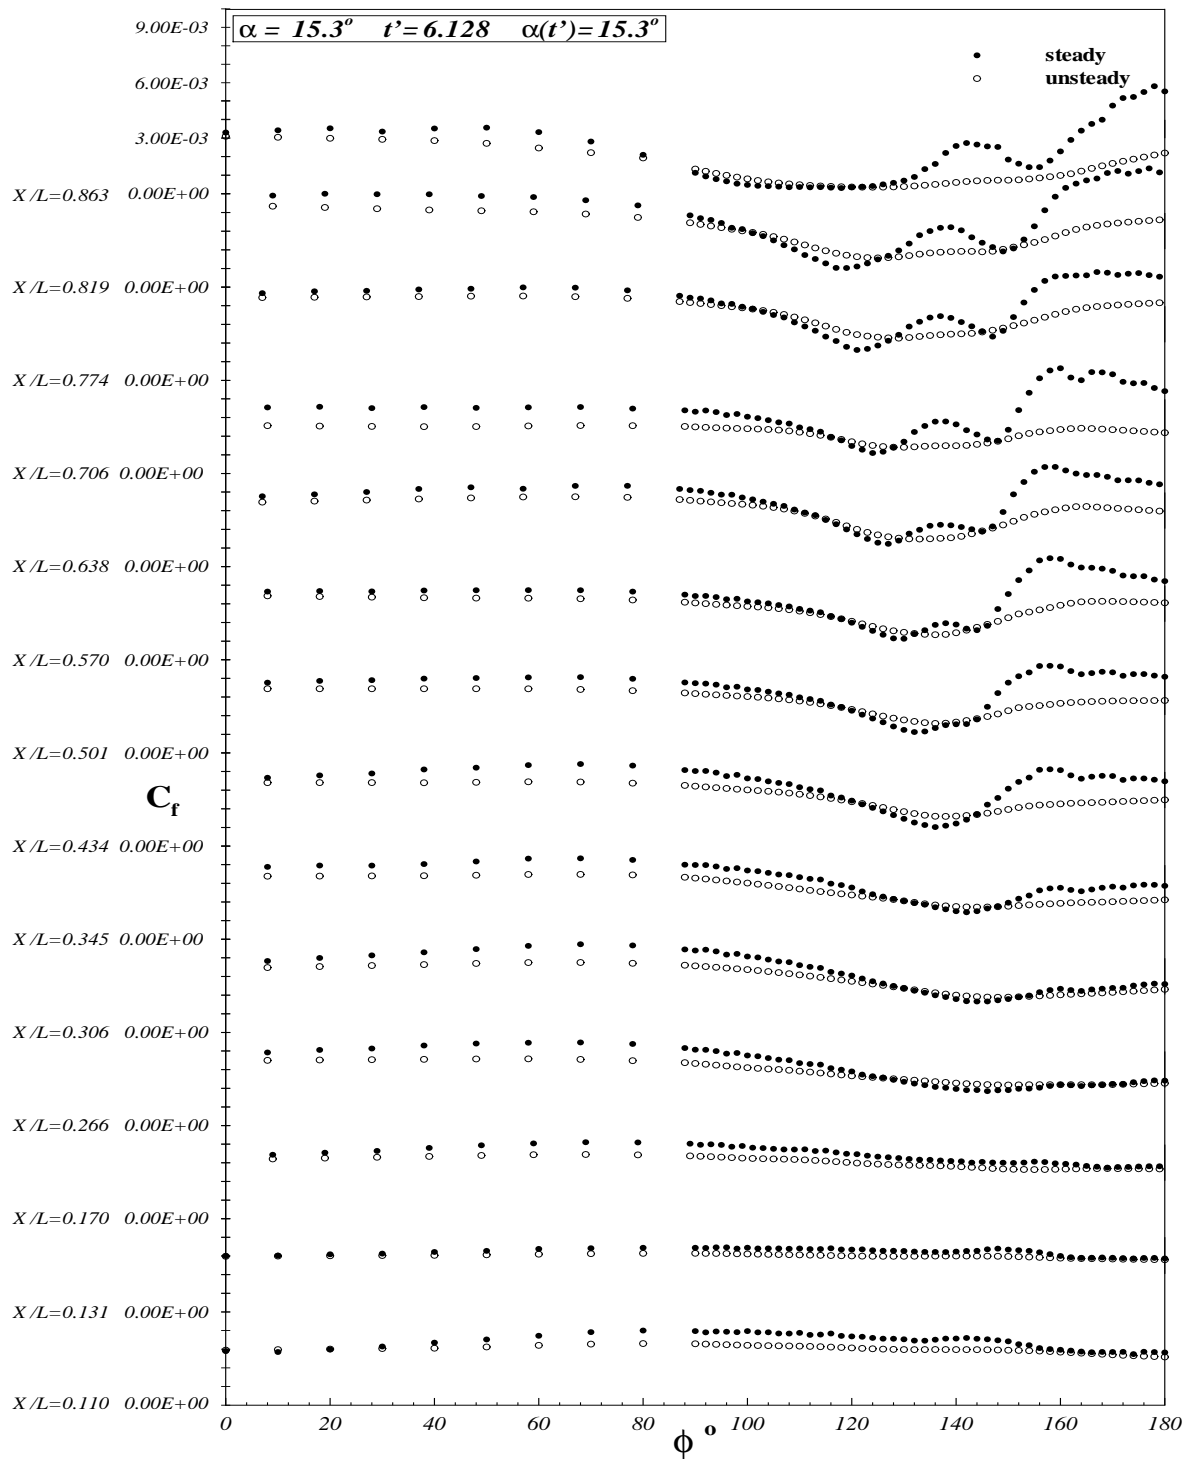 9.00E-03
α = 15.3° t’=6.128 α(t’)=15.3°
steady
6.00E-03
unsteady
3.00E-03
X/L=0.863 0.00E+00
X/L=0.819 0.00E+00
X/L=0.774 0.00E+00
X/L=0.706 0.00E+00
X/L=0.638 0.00E+00
X/L=0.570 0.00E+00
X/L=0.501 0.00E+00
Cf
X/L=0.434 0.00E+00
X/L=0.345 0.00E+00
X/L=0.306 0.00E+00
X/L=0.266 0.00E+00
X/L=0.170 0.00E+00
X/L=0.131 0.00E+00
X/L=0.110 0.00E+00
0 20 40 60 80 100 120 140 160 180
ϕ °